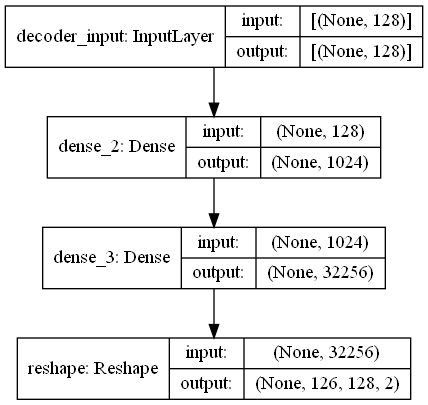 decoder_input: InputLayer
input: [(None, 128)]
output: [(None, 128)]
dense_2: Dense
input: (None, 128)
output: (None, 1024)
dense_3: Dense
input: (None, 1024)
output: (None, 32256)
reshape: Reshape
input: (None, 32256)
output: (None, 126, 128, 2)